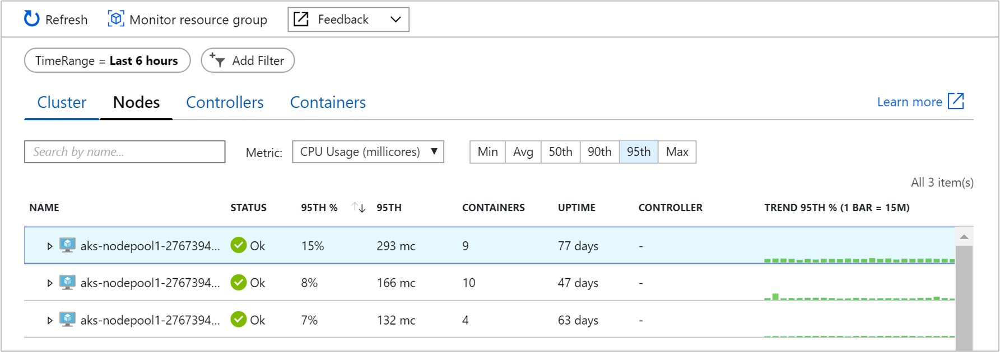 Refresh Monitor resource group Feedback
TimeRange = Last 6 hours Add Filter
Cluster Nodes Controllers Containers Learn more
Search by name... Metric: CPU Usage (millicores) Min Avg 50th 90th 95th Max
All 3 item(s)
NAME STATUS 95TH % 95TH CONTAINERS UPTIME CONTROLLER TREND 95TH % (1 BAR = 15M)
aks-nodepool1-2767394... Ok 15% 293 mc 9 77 days -
aks-nodepool1-2767394... Ok 8% 166 mc 10 47 days -
aks-nodepool1-2767394... Ok 7% 132 mc 4 63 days -